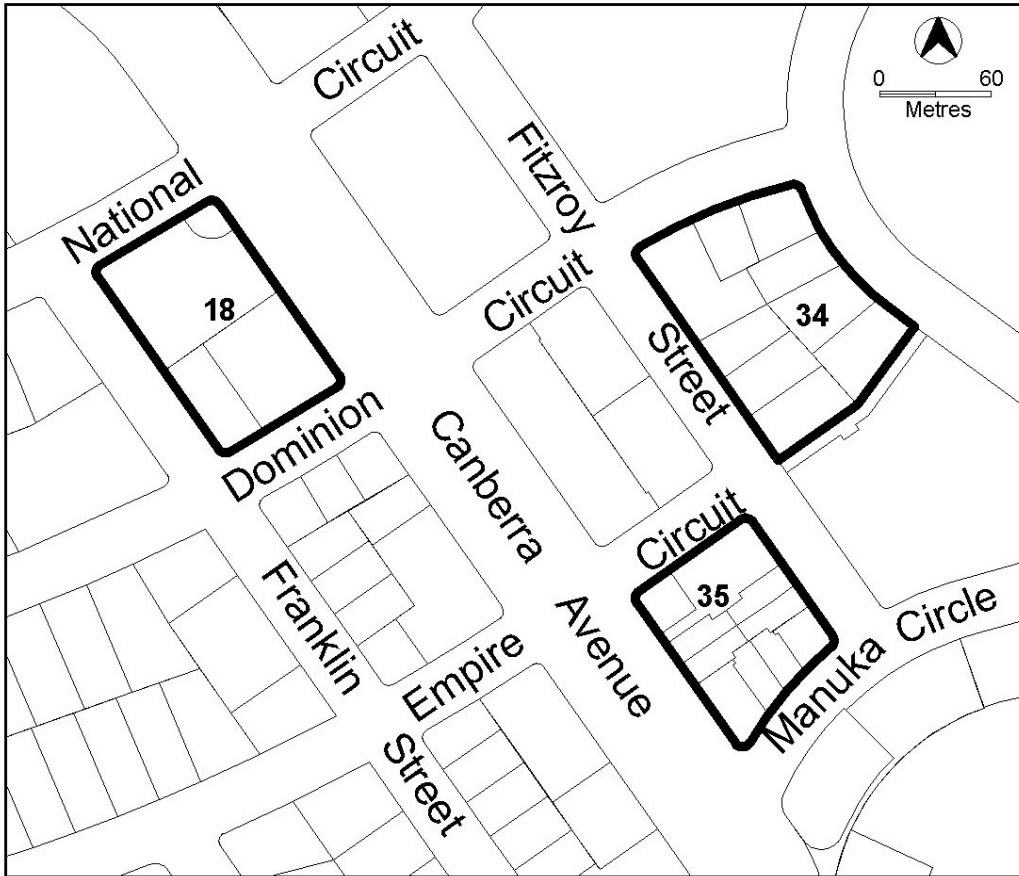 Circuit
0 60
Metres
Fitzroy
National
Circuit
18
34
Street
Dominion
Canberra
Circuit
35
Franklin
Avenue
Circle
Manuka
Empire
Street